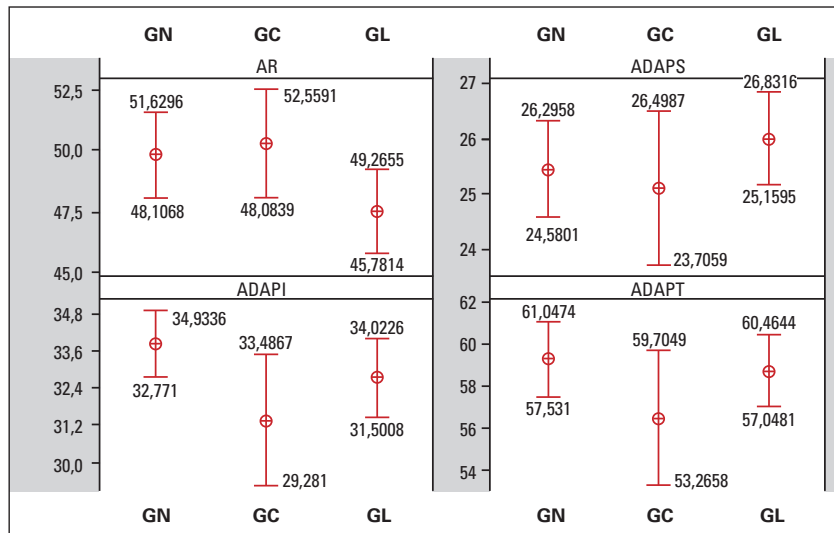 GN GC GL GN GC GL
AR ADAPS
52,5 50,0 47,5 45,0
51,6296 52,5591 49,2655
48,1068 48,0839 45,7814
27 26 25 24
26,2958 26,4987 26,8316
24,5801 23,7059 25,1595
ADAPI ADAPT
34,8 33,6 32,4 31,2 30,0
34,9336 33,4867 34,0226
32,771 29,281 31,5008
62 60 58 56 54
61,0474 59,7049 60,4644
57,531 53,2658 57,0481
GN GC GL GN GC GL